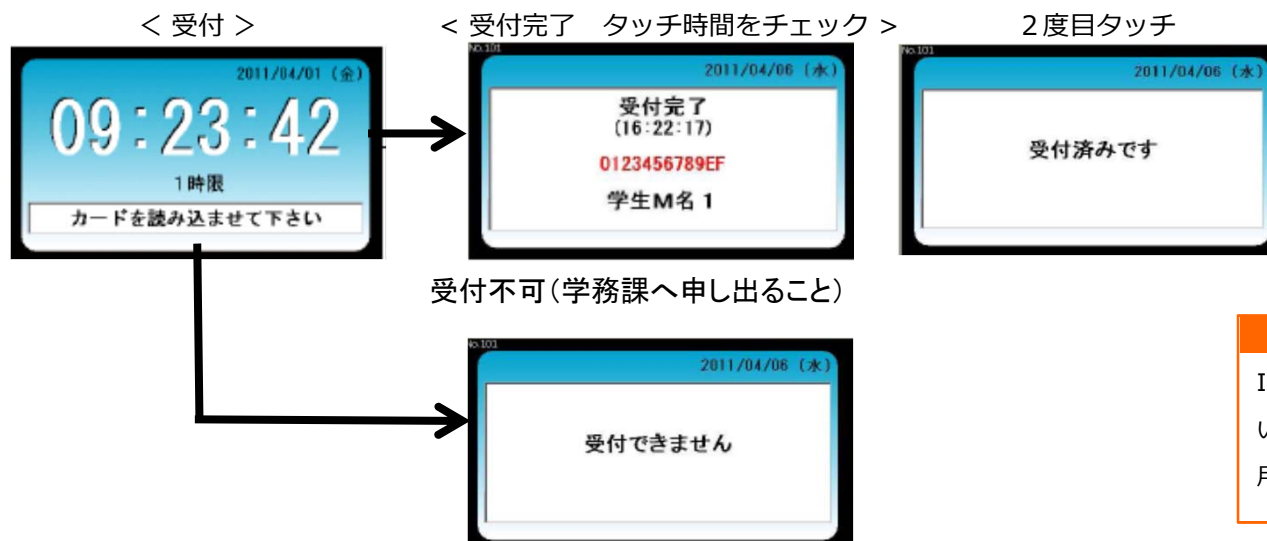 < 受付 >
< 受付完了　タッチ時間をチェック >
２度目タッチ
2011/04/01 (金)
09:23:42
1時限
カードを読み込ませて下さい
No.101
2011/04/06 (水)
受付完了
(16:22:17)
0123456789EF
学生M名 1
No.101
2011/04/06 (水)
受付済みです
受付不可(学務課へ申し出ること)
No.101
2011/04/06 (水)
受付できません
I
い